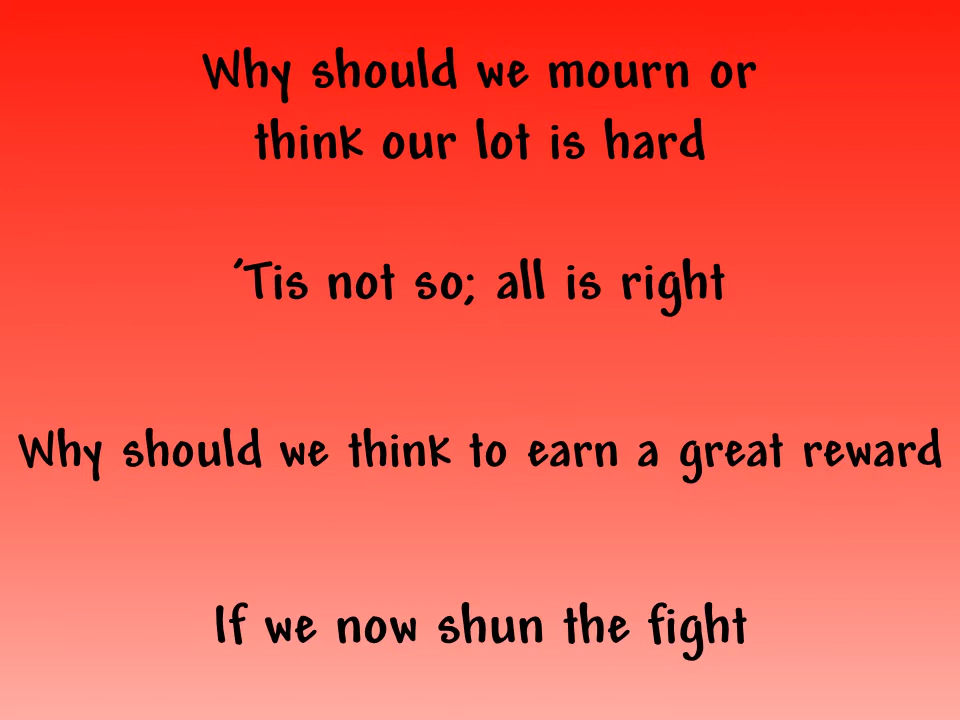 Why should we mourn or
think our lot is hard
'Tis not so; all is right
Why should we think to earn a great reward
If we now shun the fight